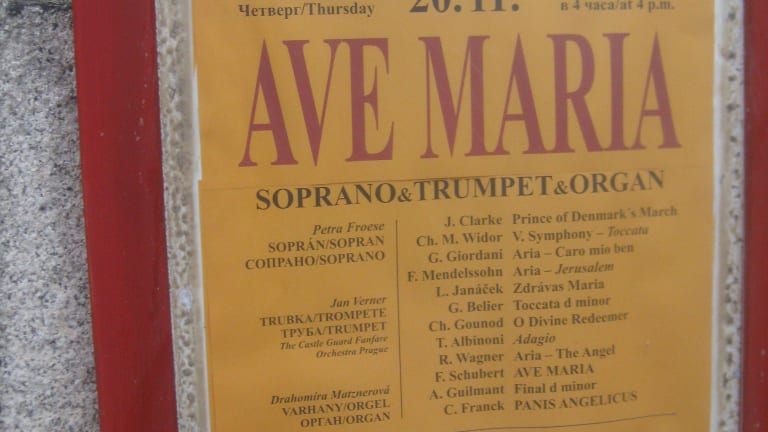 Четверг/Thursday 20. 11. в 4 часа/at 4 p.m.
AVE MARIA
SOPRANO&TRUMPET&ORGAN
Petra Froese
SOPRÁN/SOPRAN
СОПРАНО/SOPRANO
Jan Verner
TRUBKA/TROMPETE
ТРУБА/TRUMPET
The Castle Guard Fanfare
Orchestra Prague
Drahomíra Matznerová
VARHANY/ORGEL
ОРГАН/ORGAN
J. Clarke Prince of Denmark´s March
Ch. M. Widor V. Symphony – Toccata
G. Giordani Aria – Caro mio ben
F. Mendelssohn Aria – Jerusalem
L. Janáček Zdrávas Maria
G. Belier Toccata d minor
Ch. Gounod O Divine Redeemer
T. Albinoni Adagio
R. Wagner Aria – The Angel
F. Schubert AVE MARIA
A. Guilmant Final d minor
C. Franck PANIS ANGELICUS